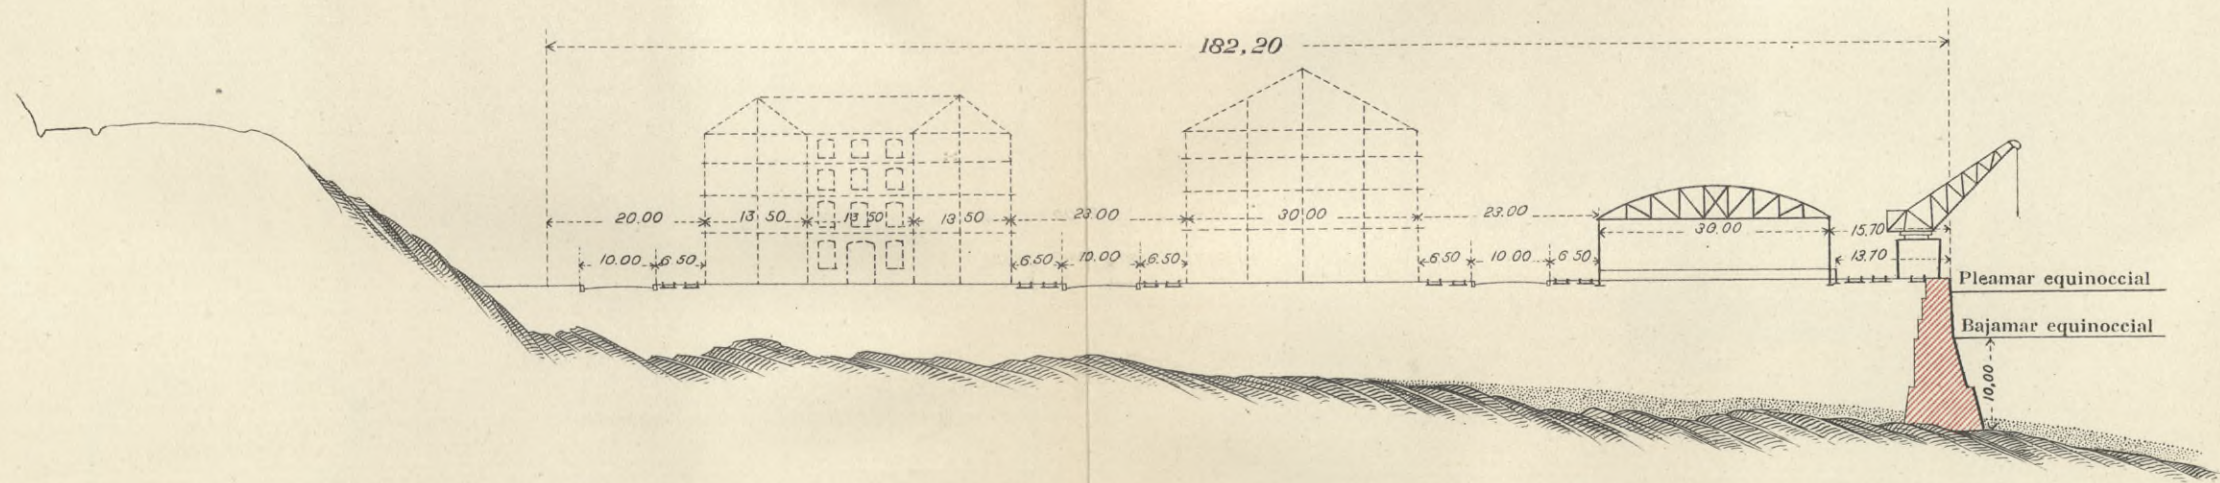 182,20
20.00 13.50 13.50 13.50 23.00 30.00 23.00
30.00 15.70
10.00 6.50 6.50 10.00 6.50 6.50 10.00 6.50 13.70
Pleamar equinoccial
Bajamar equinoccial
10,00